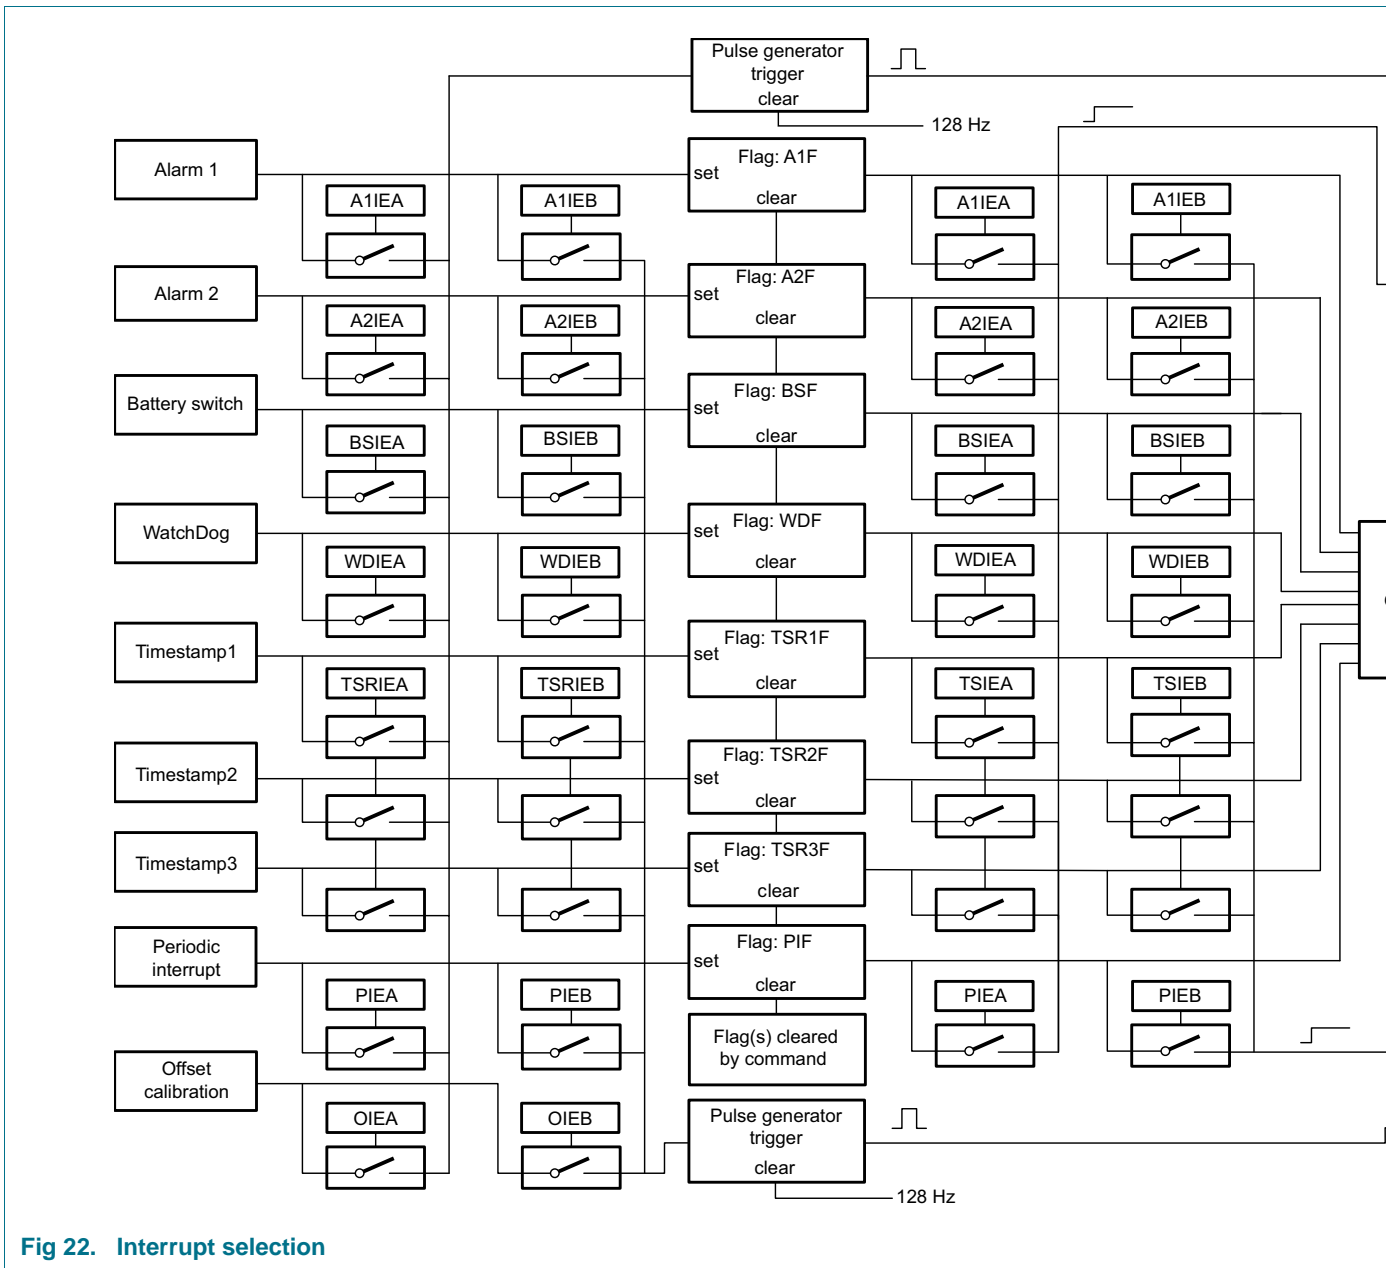 Pulse generator
trigger
clear
128 Hz
Alarm 1
Flag: A1F
set
clear
A1IEA
A1IEB
A1IEA
A1IEB
Alarm 2
Flag: A2F
set
clear
A2IEA
A2IEB
A2IEA
A2IEB
Battery switch
Flag: BSF
set
clear
BSIEA
BSIEB
BSIEA
BSIEB
WatchDog
Flag: WDF
set
clear
WDIEA
WDIEB
WDIEA
WDIEB
Timestamp1
Flag: TSR1F
set
clear
TSRIEA
TSRIEB
TSIEA
TSIEB
Timestamp2
Flag: TSR2F
set
clear
Timestamp3
Flag: TSR3F
set
clear
Periodic
interrupt
Flag: PIF
set
clear
PIEA
PIEB
PIEA
PIEB
Flag(s) cleared
by command
Offset
calibration
OIEA
OIEB
Pulse generator
trigger
clear
128 Hz
Fig 22. Interrupt selection